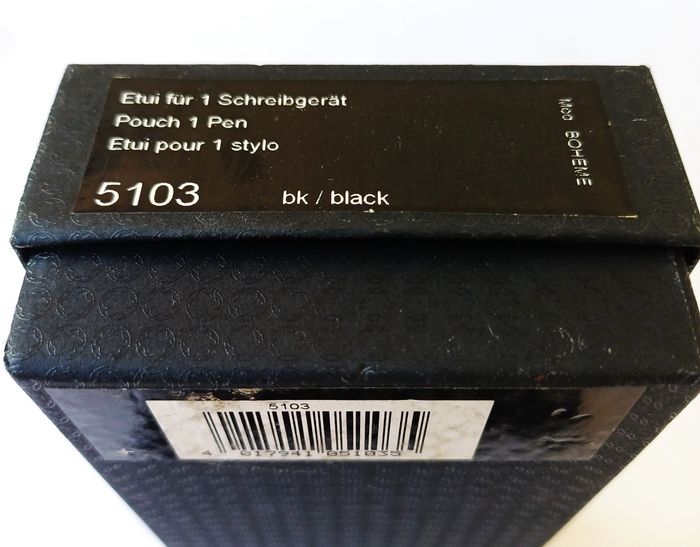 Etui für 1 Schreibgerät
Pouch 1 Pen
Etui pour 1 stylo
5103 bk / black
Mod BOHEME
5103
4 017941 051035